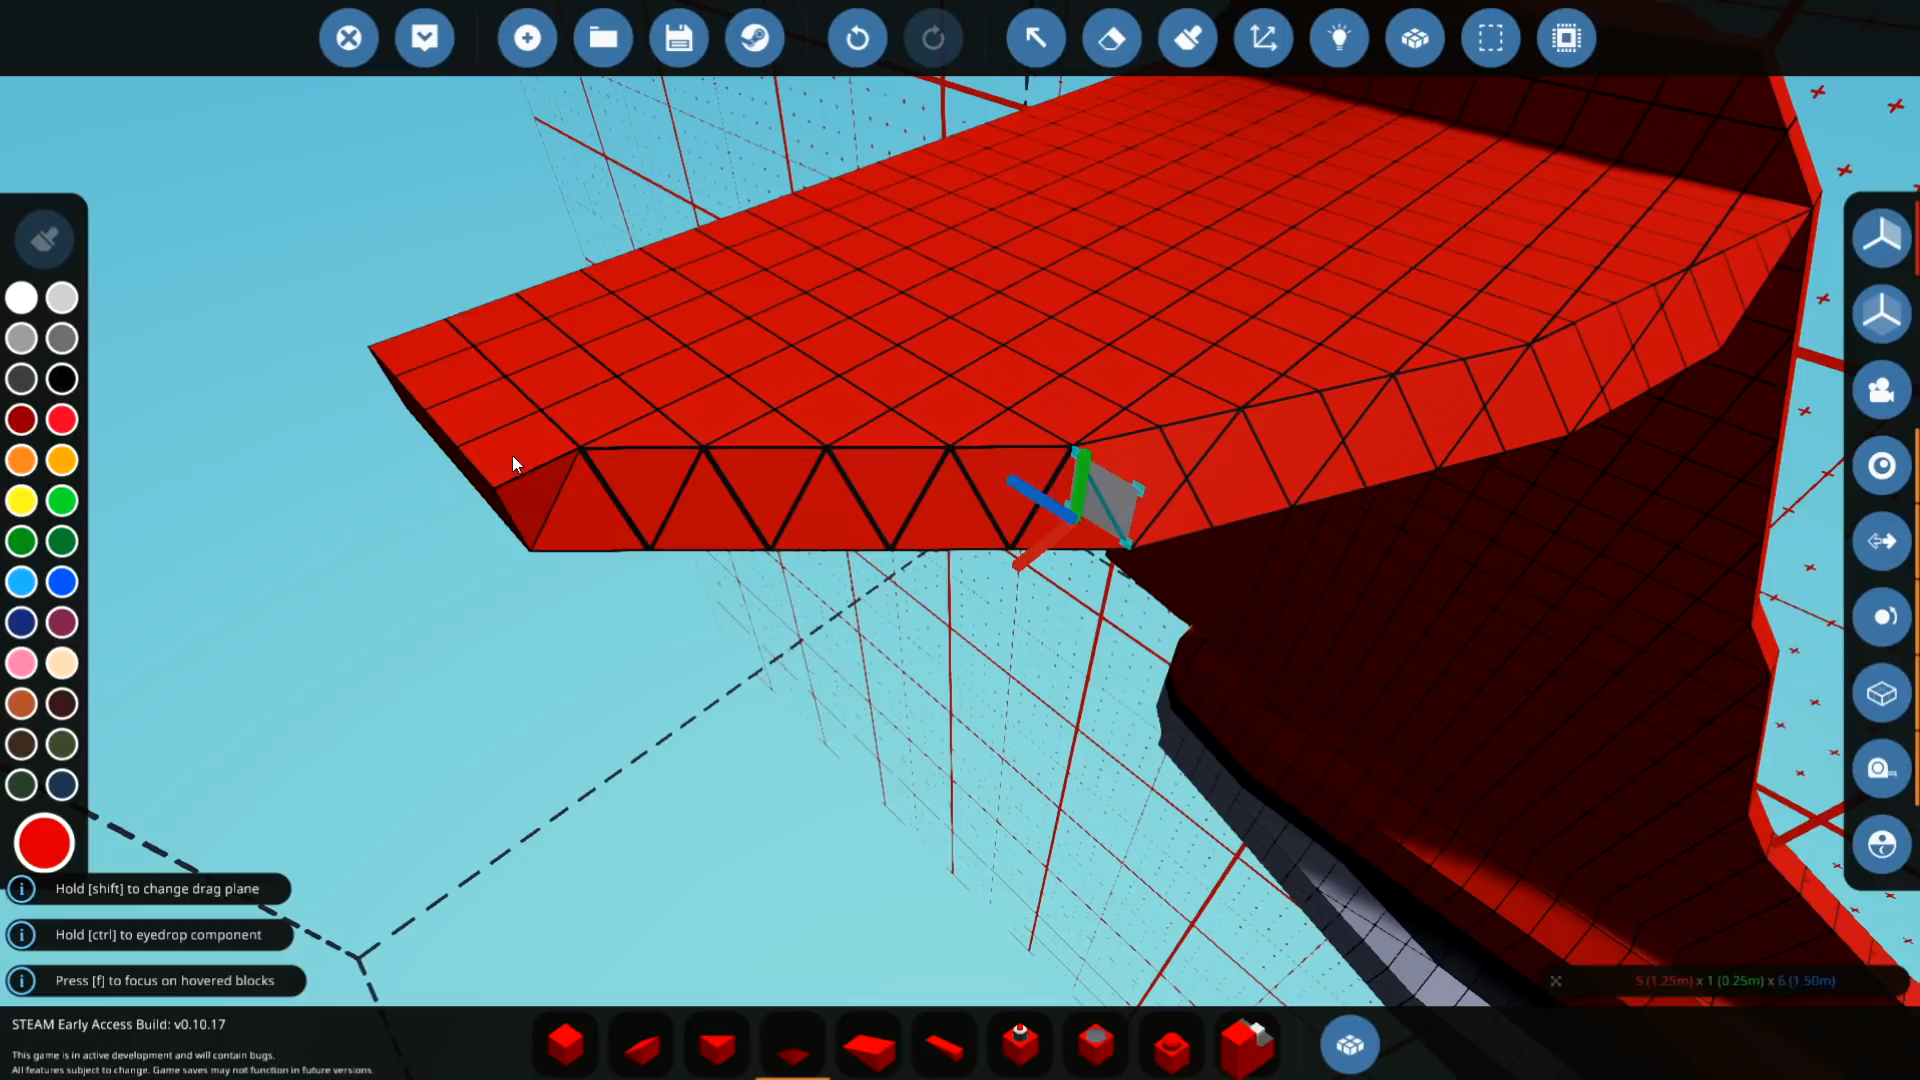 Hold [shift] to change drag plane
Hold [ctrl] to eyedrop component
Press [f] to focus on hovered blocks
5 (1.25m) x 1 (0.25m) x 6 (1.50m)
STEAM Early Access Build: v0.10.17
This game is in active development and will contain bugs.
All features subject to change. Game saves may not function in future versions.